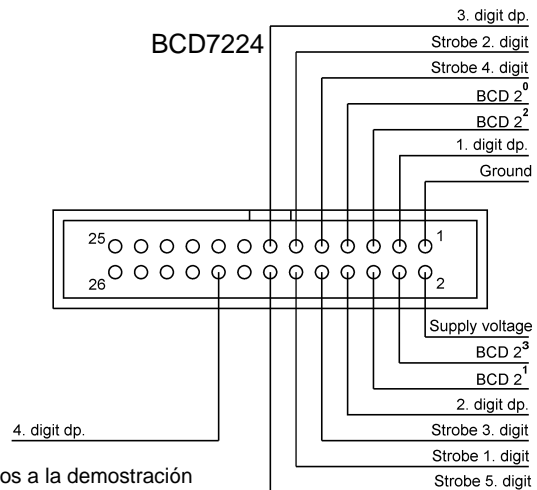 3. digit dp.
BCD7224
Strobe 2. digit
Strobe 4. digit
BCD 2⁰
BCD 2²
1. digit dp.
Ground
25 1
26 2
Supply voltage
BCD 2³
BCD 2¹
2. digit dp.
4. digit dp.
Strobe 3. digit
Strobe 1. digit
os a la demostración
Strobe 5. digit